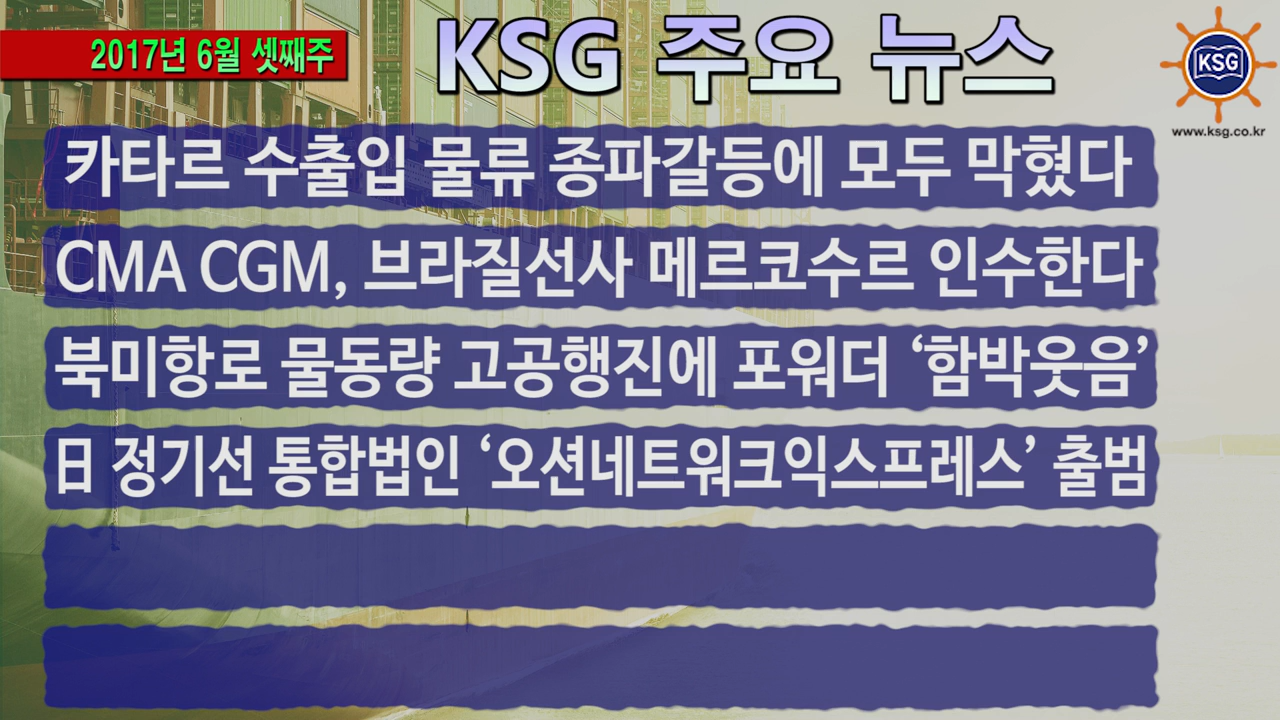 2017년 6월 셋째주
KSG 주요 뉴스
KSG
www.ksg.co.kr
카타르 수출입 물류 종파갈등에 모두 막혔다
CMA CGM, 브라질선사 메르코수르 인수한다
북미항로 물동량 고공행진에 포워더 ‘함박웃음’
日 정기선 통합법인 ‘오션네트워크익스프레스’ 출범